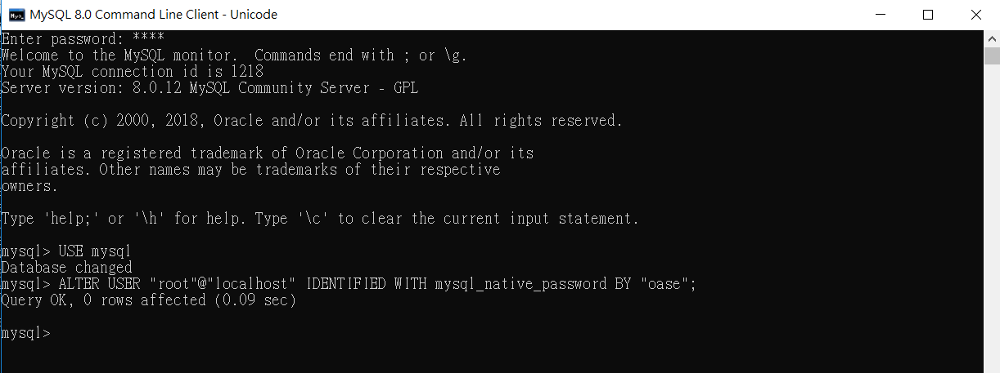 MySQL 8.0 Command Line Client - Unicode
Enter password: ****
Welcome to the MySQL monitor.  Commands end with ; or \g.
Your MySQL connection id is 1218
Server version: 8.0.12 MySQL Community Server - GPL
Copyright (c) 2000, 2018, Oracle and/or its affiliates. All rights reserved.
Oracle is a registered trademark of Oracle Corporation and/or its
affiliates. Other names may be trademarks of their respective
owners.
Type 'help;' or '\h' for help. Type '\c' to clear the current input statement.
mysql> USE mysql
Database changed
mysql> ALTER USER "root"@"localhost" IDENTIFIED WITH mysql_native_password BY "oase";
Query OK, 0 rows affected (0.09 sec)
mysql>